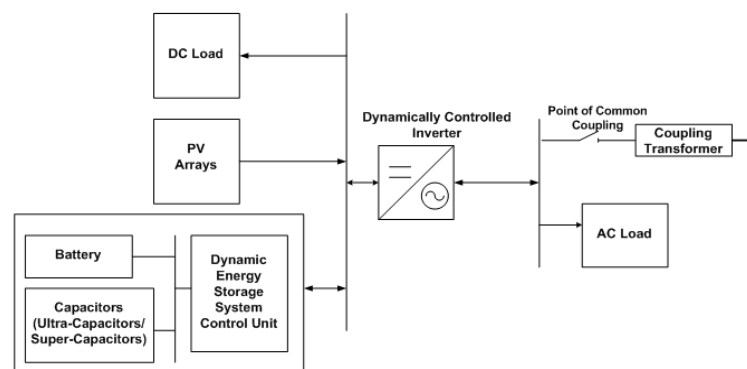 DC Load
PV
Arrays
Battery
Capacitors
(Ultra-Capacitors/
Super-Capacitors)
Dynamic
Energy
Storage
System
Control Unit
Dynamically Controlled
Inverter
Point of Common
Coupling
Coupling
Transformer
AC Load